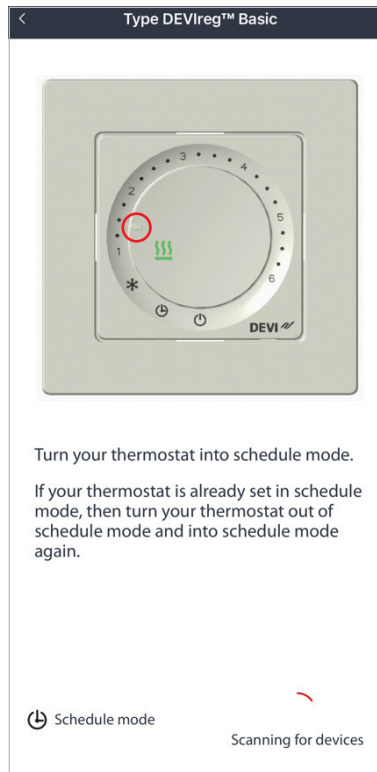 Type DEVIreg™ Basic
3
4
2
5
1
6
DEVI
Turn your thermostat into schedule mode.
If your thermostat is already set in schedule
mode, then turn your thermostat out of
schedule mode and into schedule mode
again.
Schedule mode
Scanning for devices